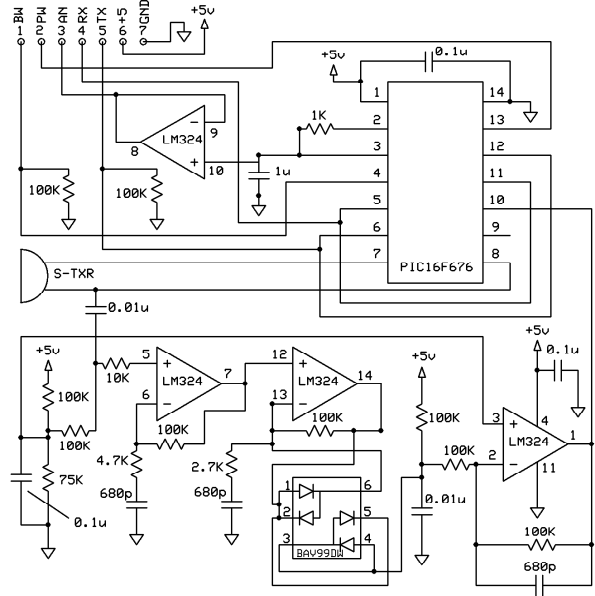 BW PW AN RX TX +5 GND
1 2 3 4 5 6 7
+5v
+5v
0.1u
1K
1 14
2 13
3 12
4 11
5 10
6 9
7 8
PIC16F676
LM324
−
+
8
9
10
1u
100K
100K
S-TXR
0.01u
+5v
100K
100K
75K
0.1u
10K
5
6
+
−
LM324
7
100K
4.7K
680p
12
13
+
−
LM324
14
100K
2.7K
680p
1 6
2 5
3 4
BAV99DW
+5v
100K
0.01u
100K
+5v
0.1u
3
2
+
−
LM324
4
1
11
100K
680p